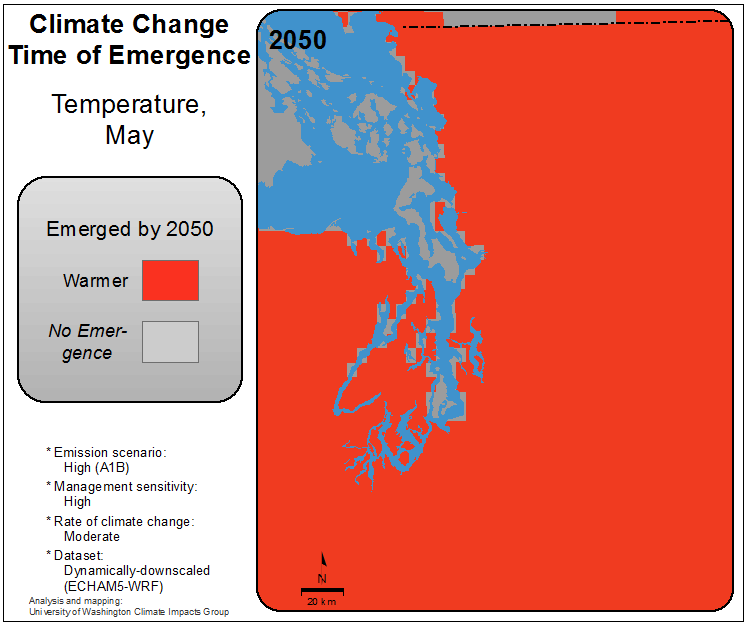 Climate Change
Time of Emergence
Temperature,
May
Emerged by 2050
Warmer
No Emer-
gence
* Emission scenario:
High (A1B)
* Management sensitivity:
High
* Rate of climate change:
Moderate
* Dataset:
Dynamically-downscaled
(ECHAM5-WRF)
Analysis and mapping:
University of Washington Climate Impacts Group
2050
N
20 km